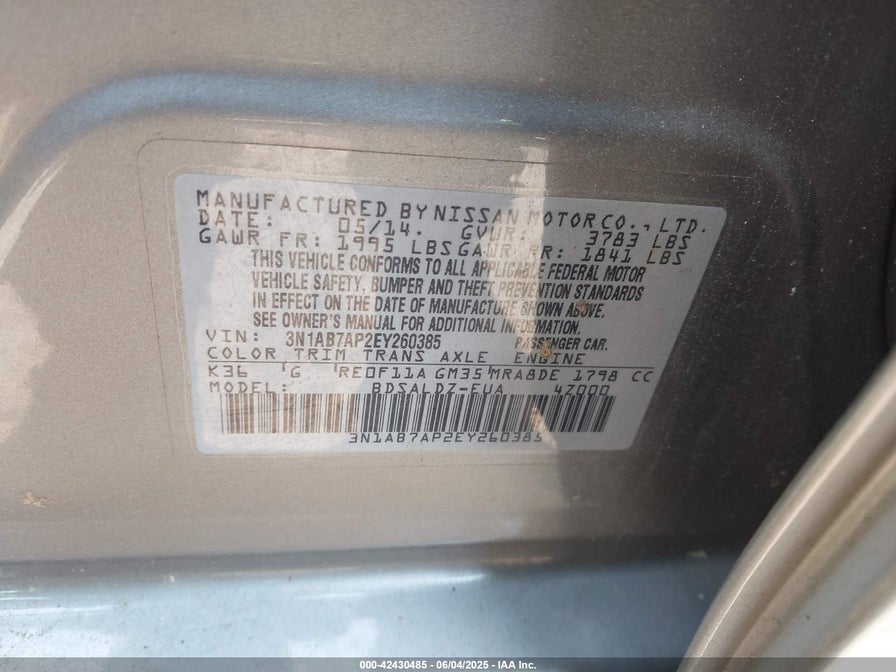 MANUFACTURED BY NISSAN MOTOR CO., LTD.
DATE: 05/14. GVWR: 3783 LBS
GAWR FR: 1995 LBS GAWR RR: 1841 LBS
THIS VEHICLE CONFORMS TO ALL APPLICABLE FEDERAL MOTOR
VEHICLE SAFETY, BUMPER AND THEFT PREVENTION STANDARDS
IN EFFECT ON THE DATE OF MANUFACTURE SHOWN ABOVE.
SEE OWNER'S MANUAL FOR ADDITIONAL INFORMATION.
VIN: 3N1AB7AP2EY260385 PASSENGER CAR.
COLOR TRIM TRANS AXLE ENGINE
K36 G RE0F11A GM35 MRA8DE 1798 CC
MODEL: BDSALDZ-EUA 4Z000
3N1AB7AP2EY260385
000-42430485 | 06/04/2025 - IAA Inc.